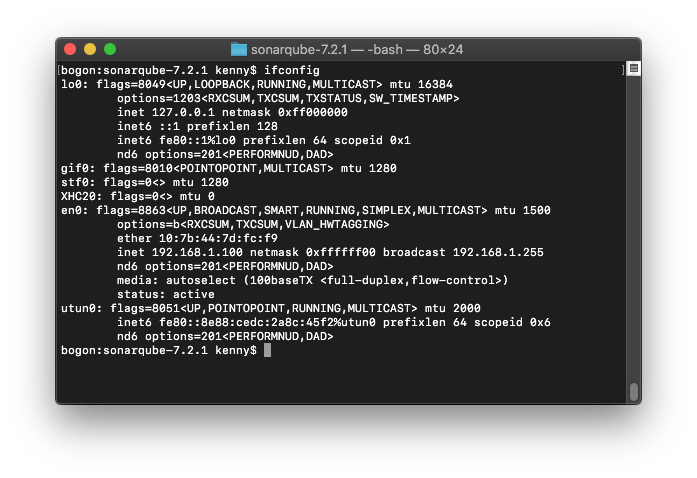 sonarqube-7.2.1 — -bash — 80×24
[bogon:sonarqube-7.2.1 kenny$ ifconfig ]
lo0: flags=8049<UP,LOOPBACK,RUNNING,MULTICAST> mtu 16384
options=1203<RXCSUM,TXCSUM,TXSTATUS,SW_TIMESTAMP>
inet 127.0.0.1 netmask 0xff000000
inet6 ::1 prefixlen 128
inet6 fe80::1%lo0 prefixlen 64 scopeid 0x1
nd6 options=201<PERFORMNUD,DAD>
gif0: flags=8010<POINTOPOINT,MULTICAST> mtu 1280
stf0: flags=0<> mtu 1280
XHC20: flags=0<> mtu 0
en0: flags=8863<UP,BROADCAST,SMART,RUNNING,SIMPLEX,MULTICAST> mtu 1500
options=b<RXCSUM,TXCSUM,VLAN_HWTAGGING>
ether 10:7b:44:7d:fc:f9
inet 192.168.1.100 netmask 0xffffff00 broadcast 192.168.1.255
nd6 options=201<PERFORMNUD,DAD>
media: autoselect (100baseTX <full-duplex,flow-control>)
status: active
utun0: flags=8051<UP,POINTOPOINT,RUNNING,MULTICAST> mtu 2000
inet6 fe80::8e88:cedc:2a8c:45f2%utun0 prefixlen 64 scopeid 0x6
nd6 options=201<PERFORMNUD,DAD>
bogon:sonarqube-7.2.1 kenny$